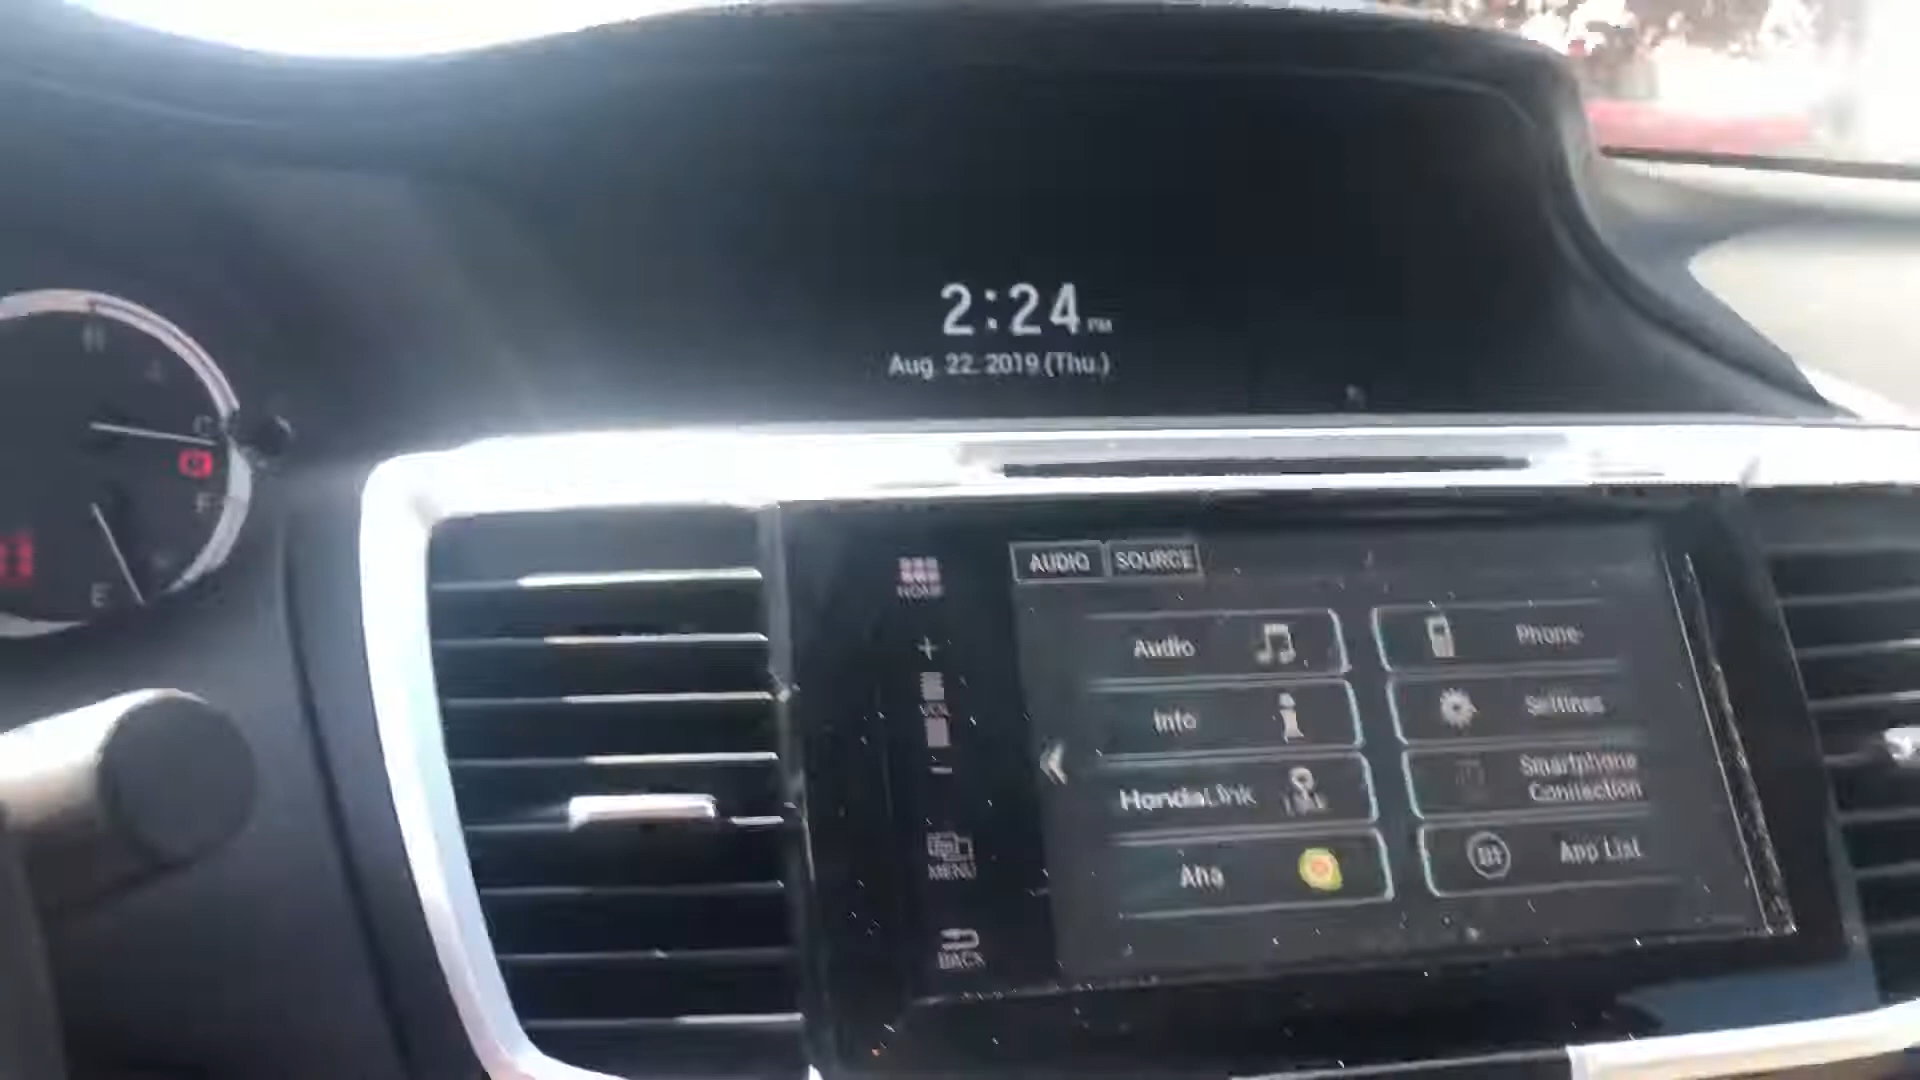 2:24 PM
Aug. 22. 2019 (Thu.)
C
F
E
AUDIO SOURCE
HOME
Audio
Phone
+
VOL
Info
Settings
-
HondaLink
Smartphone
Connection
MENU
Aha
App List
BACK